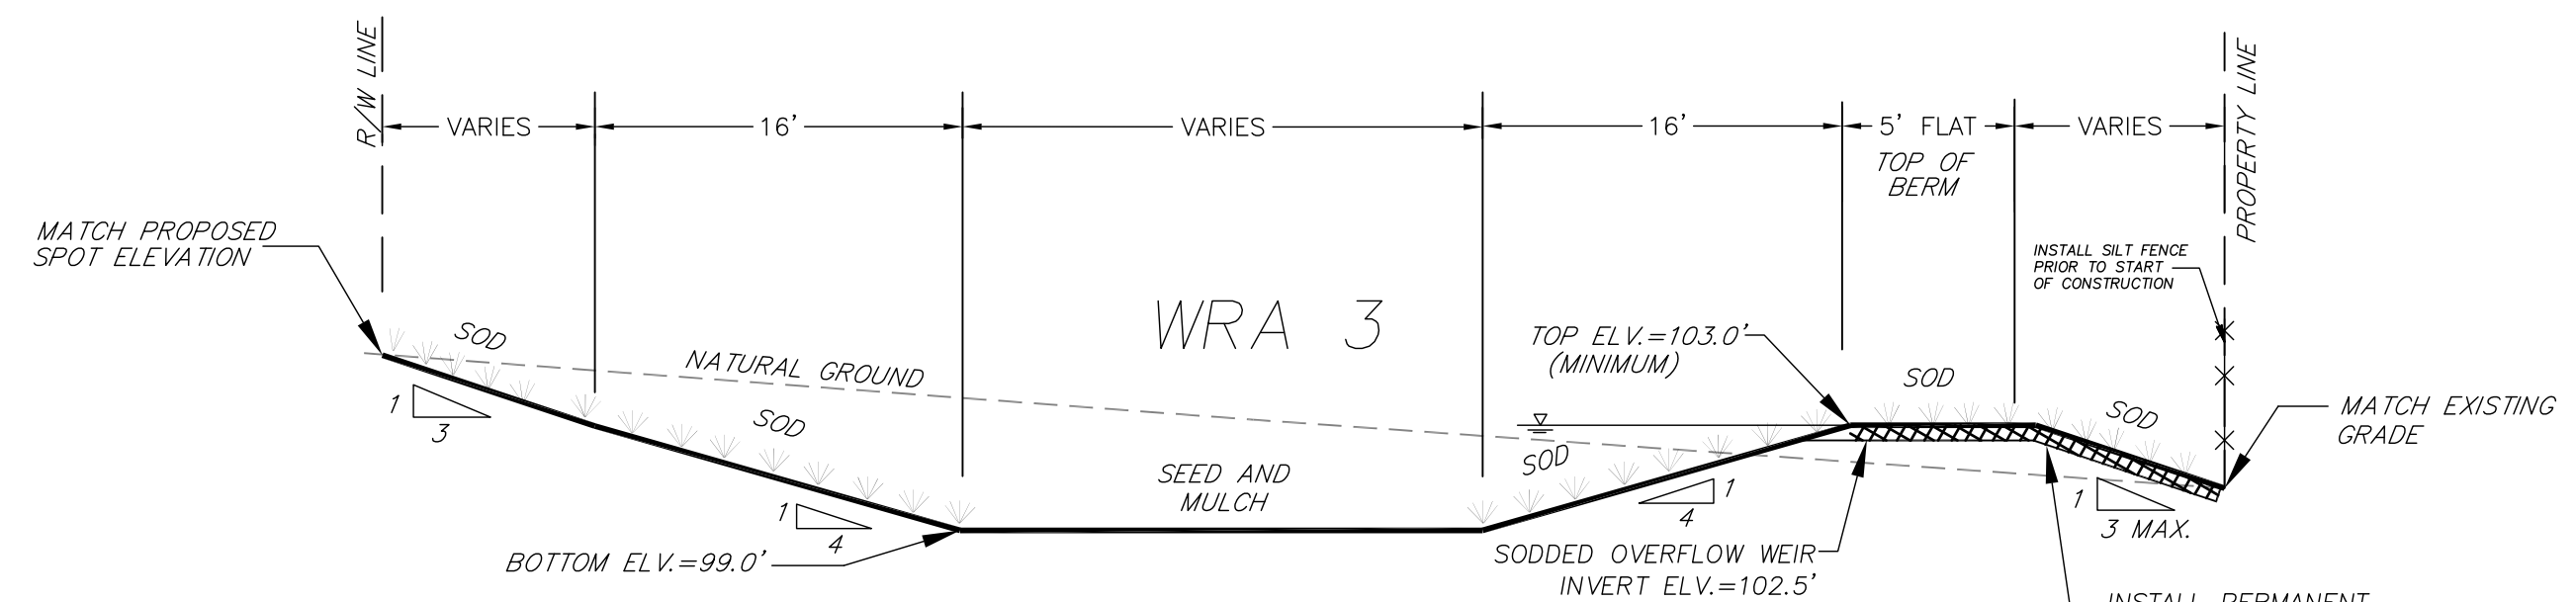 R/W LINE
VARIES
16'
VARIES
16'
5' FLAT
TOP OF
BERM
VARIES
PROPERTY LINE
MATCH PROPOSED
SPOT ELEVATION
INSTALL SILT FENCE
PRIOR TO START
OF CONSTRUCTION
WRA 3
SOD
NATURAL GROUND
TOP ELV.=103.0'
(MINIMUM)
SOD
1
3
SOD
SOD
MATCH EXISTING
GRADE
SEED AND
MULCH
SOD
1
4
1
4
1
3 MAX.
BOTTOM ELV.=99.0'
SODDED OVERFLOW WEIR
INVERT ELV.=102.5'
INSTALL PERMANENT